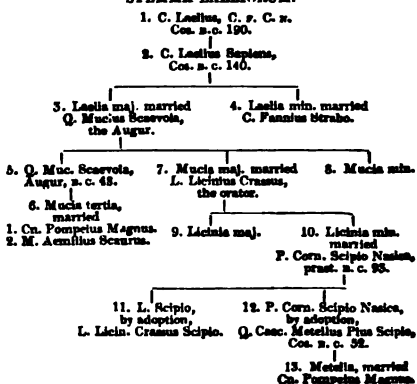 STEMMA LAELIORUM.
1. C. Laelius, C. F. C. N.
Cos. B. C. 190.
2. C. Laelius Sapiens,
Cos. B. C. 140.
3. Laelia maj. married
Q. Mucius Scaevola,
the Augur.
4. Laelia min. married
C. Fannius Strabo.
5. Q. Muc. Scaevola,
Augur, B. C. 43.
6. Mucia tertia,
married
1. Cn. Pompeius Magnus.
2. M. Aemilius Scaurus.
7. Mucia maj. married
L. Licinius Crassus,
the orator.
8. Mucia min.
9. Licinia maj.
10. Licinia min.
married
P. Corn. Scipio Nasica,
praet. B. C. 93.
11. L. Scipio,
by adoption,
L. Licin. Crassus Scipio.
12. P. Corn. Scipio Nasica,
by adoption,
Q. Caec. Metellus Pius Scipio,
Cos. B. C. 52.
13. Metella, married
Cn. Pompeius Magnus.